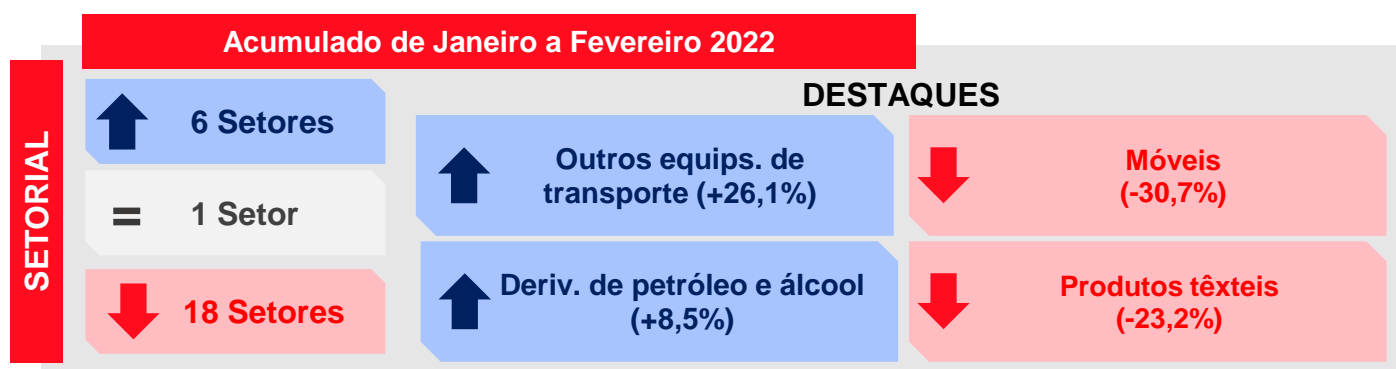 Acumulado de Janeiro a Fevereiro 2022
SETORIAL
6 Setores
=
1 Setor
18 Setores
DESTAQUES
Outros equips. de
transporte (+26,1%)
Móveis
(-30,7%)
Deriv. de petróleo e álcool
(+8,5%)
Produtos têxteis
(-23,2%)